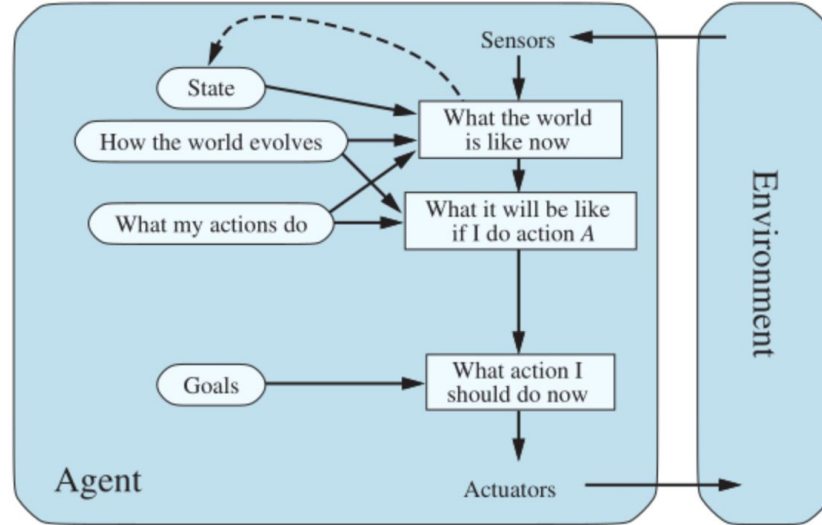 Sensors
State
What the world
is like now
How the world evolves
What it will be like
if I do action A
What my actions do
Environment
What action I
should do now
Goals
Agent
Actuators